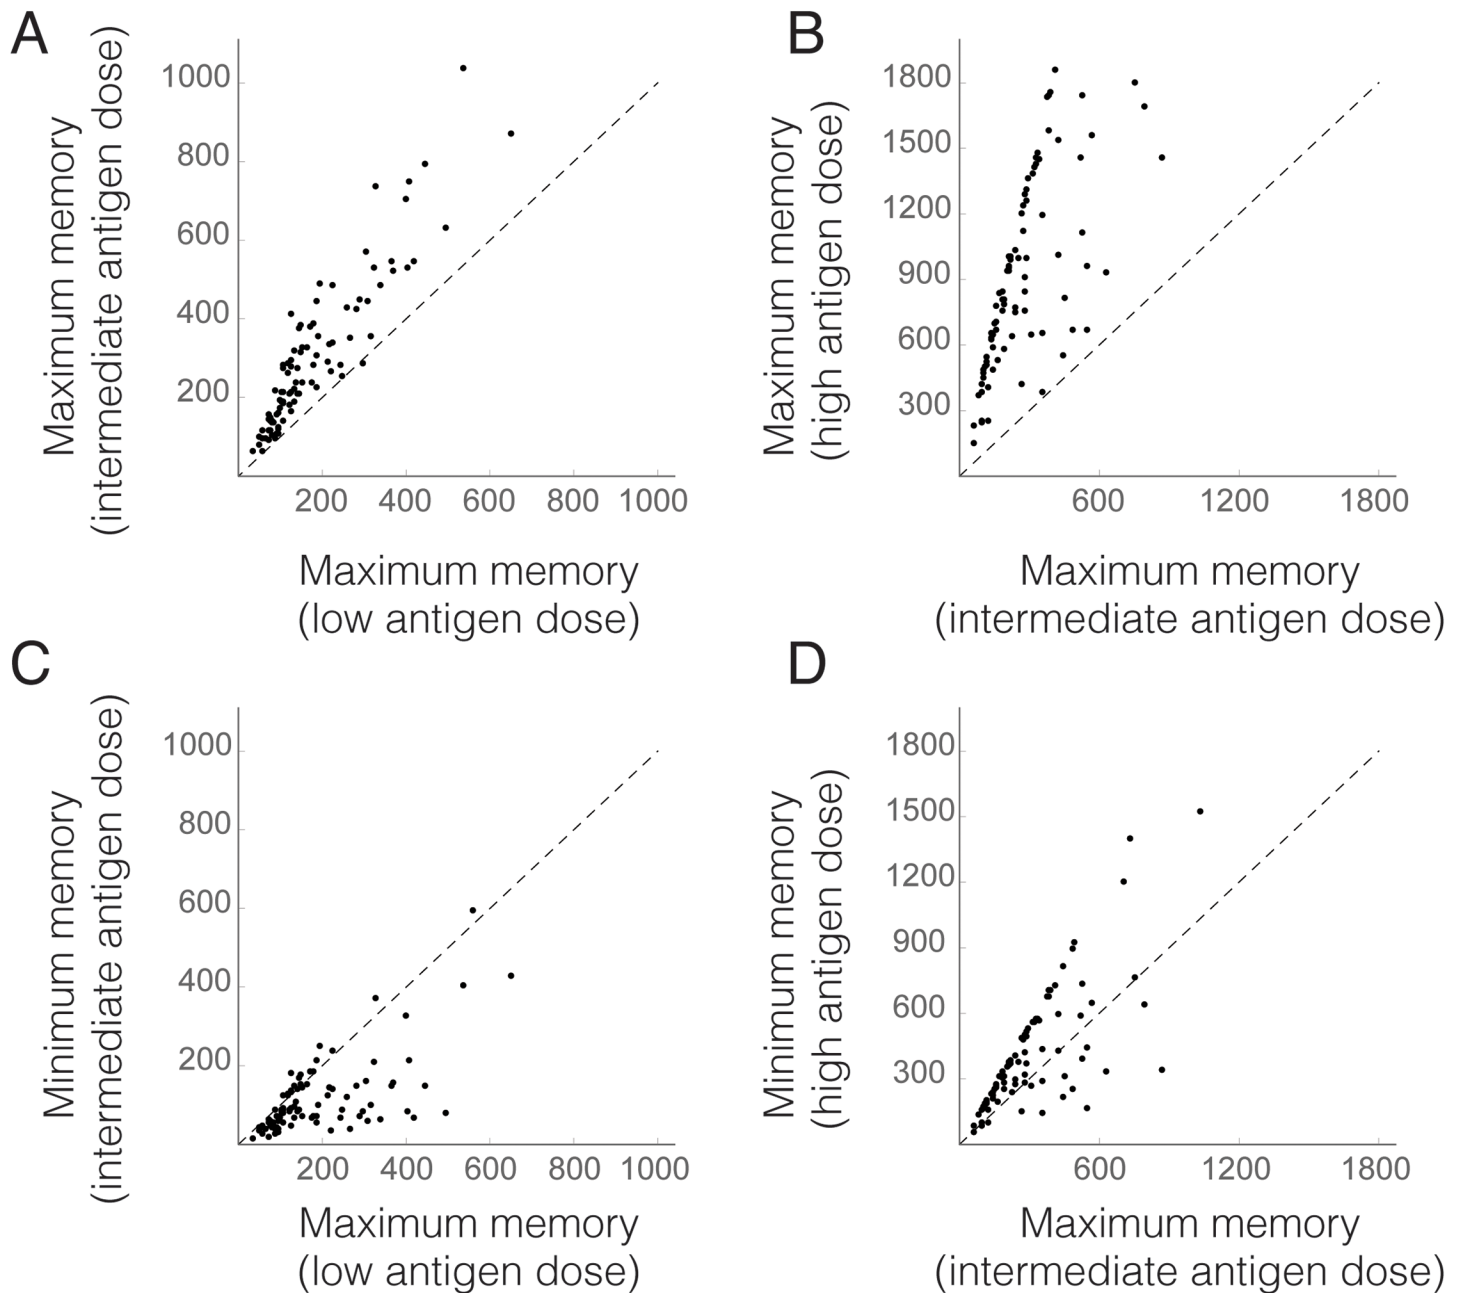 A
Maximum memory
(intermediate antigen dose)
1000
800
600
400
200
200 400 600 800 1000
Maximum memory
(low antigen dose)
B
Maximum memory
(high antigen dose)
1800
1500
1200
900
600
300
600 1200 1800
Maximum memory
(intermediate antigen dose)
C
Minimum memory
(intermediate antigen dose)
1000
800
600
400
200
200 400 600 800 1000
Maximum memory
(low antigen dose)
D
Minimum memory
(high antigen dose)
1800
1500
1200
900
600
300
600 1200 1800
Maximum memory
(intermediate antigen dose)